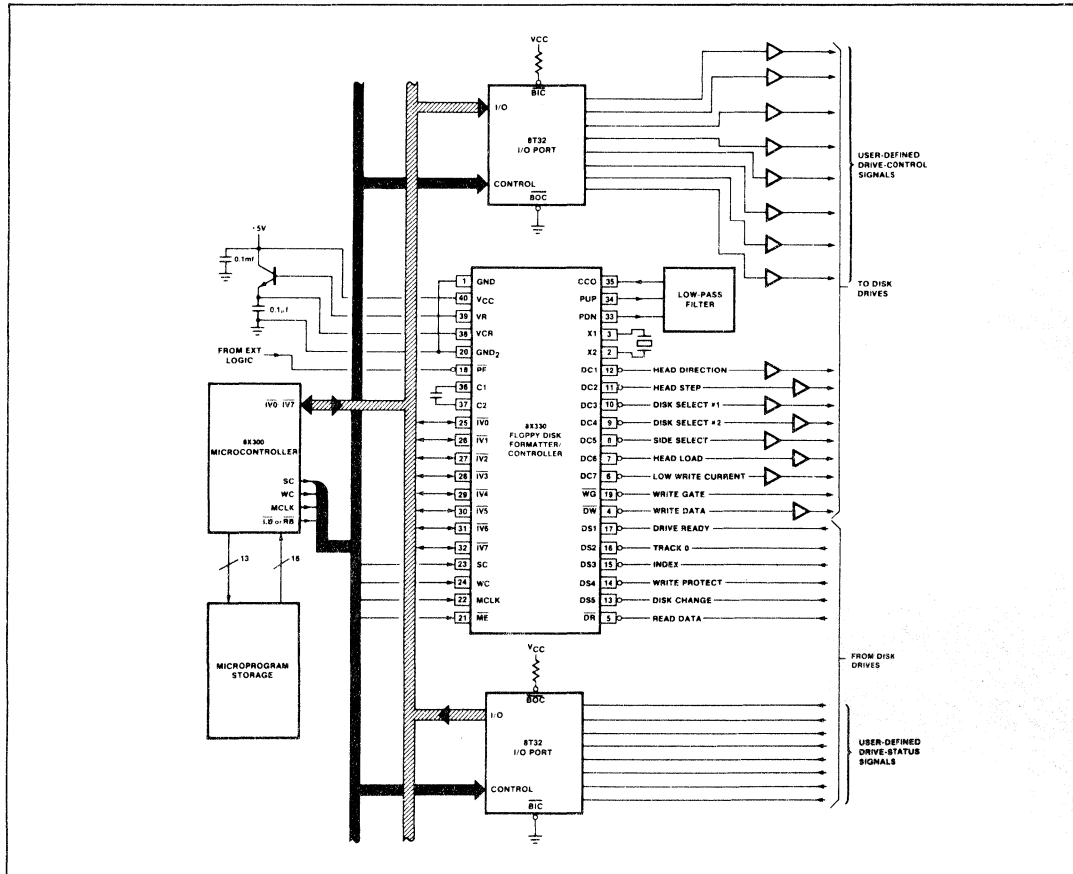 VCC
BIC
I/O
8T32
I/O PORT
CONTROL
BOC
USER-DEFINED
DRIVE-CONTROL
SIGNALS
TO DISK
DRIVES
·5V
0.1mf
0.1µf
FROM EXT
LOGIC
1 GND
40 VCC
39 VR
38 VCR
20 GND2
18 PF
36 C1
37 C2
25 IV0
26 IV1
27 IV2
28 IV3
29 IV4
30 IV5
31 IV6
32 IV7
23 SC
24 WC
22 MCLK
21 ME
8X330
FLOPPY DISK
FORMATTER/
CONTROLLER
CCO 35
PUP 34
PDN 33
X1 3
X2 2
LOW-PASS
FILTER
DC1 12 HEAD DIRECTION
DC2 11 HEAD STEP
DC3 10 DISK SELECT #1
DC4 9 DISK SELECT #2
DC5 8 SIDE SELECT
DC6 7 HEAD LOAD
DC7 6 LOW WRITE CURRENT
WG 19 WRITE GATE
DW 4 WRITE DATA
DS1 17 DRIVE READY
DS2 16 TRACK 0
DS3 15 INDEX
DS4 14 WRITE PROTECT
DS5 13 DISK CHANGE
DR 5 READ DATA
IV0 IV7
8X300
MICROCONTROLLER
SC
WC
MCLK
LB or RB
13
16
MICROPROGRAM
STORAGE
FROM DISK
DRIVES
VCC
BOC
I/O
8T32
I/O PORT
CONTROL
BIC
USER-DEFINED
DRIVE-STATUS
SIGNALS